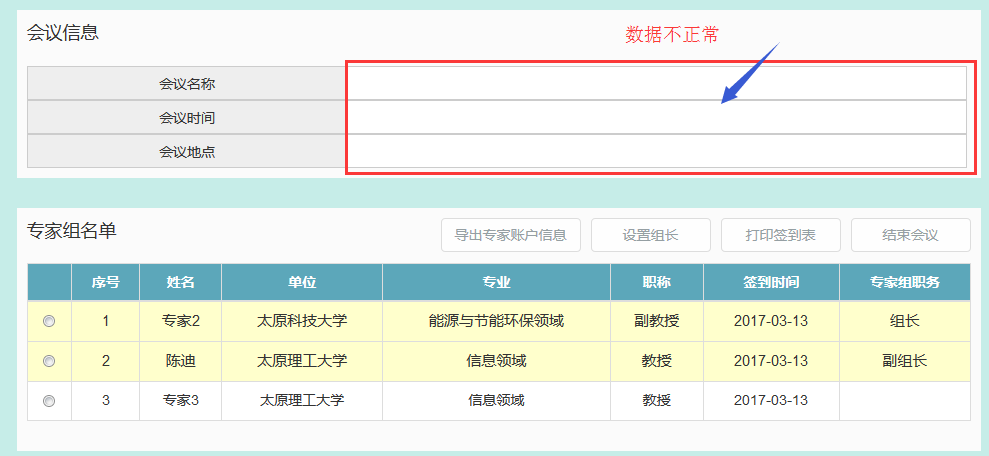 会议信息
数据不正常
会议名称
会议时间
会议地点
专家组名单
导出专家账户信息 设置组长 打印签到表 结束会议
序号 姓名 单位 专业 职称 签到时间 专家组职务
1 专家2 太原科技大学 能源与节能环保领域 副教授 2017-03-13 组长
2 陈迪 太原理工大学 信息领域 教授 2017-03-13 副组长
3 专家3 太原理工大学 信息领域 教授 2017-03-13